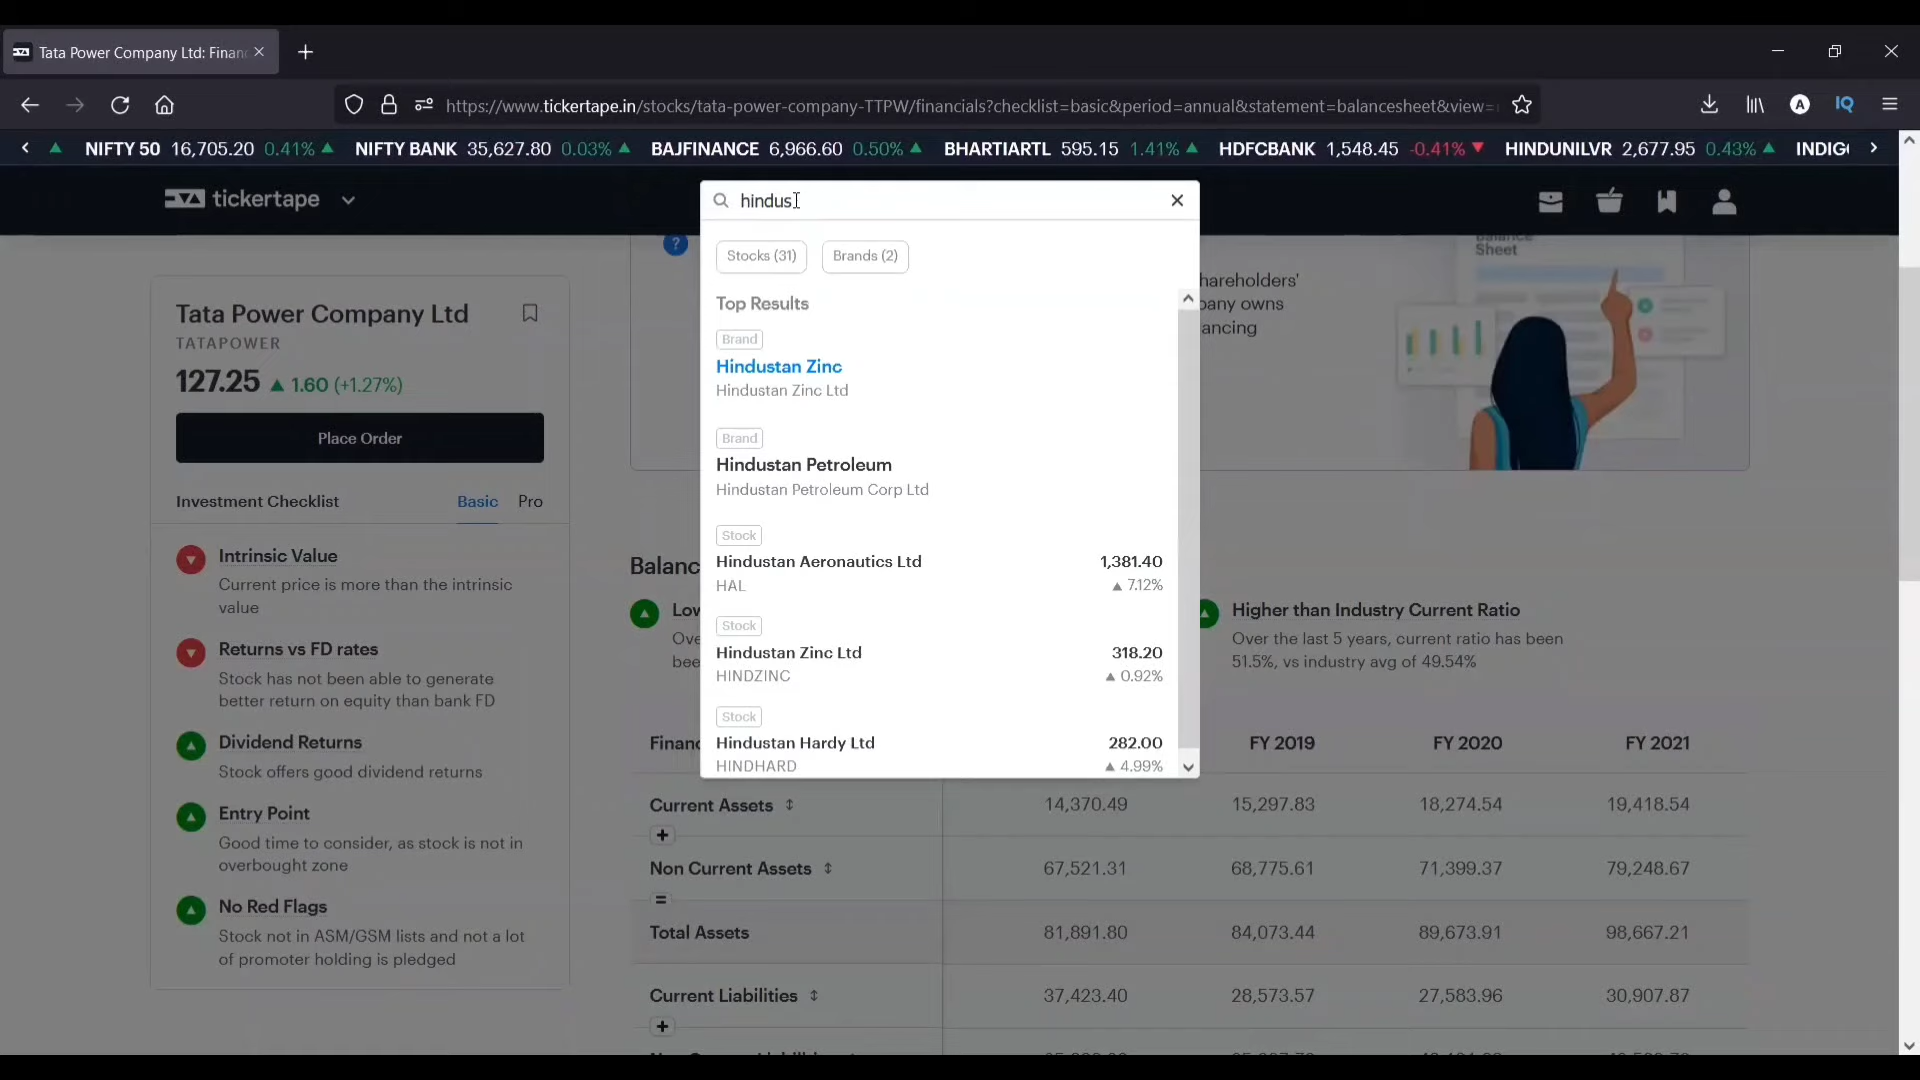 Tata Power Company Ltd: Finan
https://www.tickertape.in/stocks/tata-power-company-TTPW/financials?checklist=basic&period=annual&statement=balancesheet&view=
A
IQ
NIFTY 50 16,705.20 0.41% NIFTY BANK 35,627.80 0.03% BAJFINANCE 6,966.60 0.50% BHARTIARTL 595.15 1.41% HDFCBANK 1,548.45 -0.41% HINDUNILVR 2,677.95 0.43% INDIG
tickertape
hindus
Stocks (31) Brands (2)
Top Results
Brand
Hindustan Zinc
Hindustan Zinc Ltd
Brand
Hindustan Petroleum
Hindustan Petroleum Corp Ltd
Stock
Hindustan Aeronautics Ltd 1,381.40
HAL ▲ 7.12%
Stock
Hindustan Zinc Ltd 318.20
HINDZINC ▲ 0.92%
Stock
Hindustan Hardy Ltd 282.00
HINDHARD ▲ 4.99%
Tata Power Company Ltd
TATAPOWER
127.25 ▲ 1.60 (+1.27%)
Place Order
Investment Checklist Basic Pro
Intrinsic Value
Current price is more than the intrinsic
value
Returns vs FD rates
Stock has not been able to generate
better return on equity than bank FD
Dividend Returns
Stock offers good dividend returns
Entry Point
Good time to consider, as stock is not in
overbought zone
No Red Flags
Stock not in ASM/GSM lists and not a lot
of promoter holding is pledged
?
hareholders'
pany owns
ancing
Balance
Sheet
Balanc
Low
Ove
bee
Higher than Industry Current Ratio
Over the last 5 years, current ratio has been
51.5%, vs industry avg of 49.54%
Financ FY 2019 FY 2020 FY 2021
Current Assets 14,370.49 15,297.83 18,274.54 19,418.54
+
Non Current Assets 67,521.31 68,775.61 71,399.37 79,248.67
=
Total Assets 81,891.80 84,073.44 89,673.91 98,667.21
Current Liabilities 37,423.40 28,573.57 27,583.96 30,907.87
+